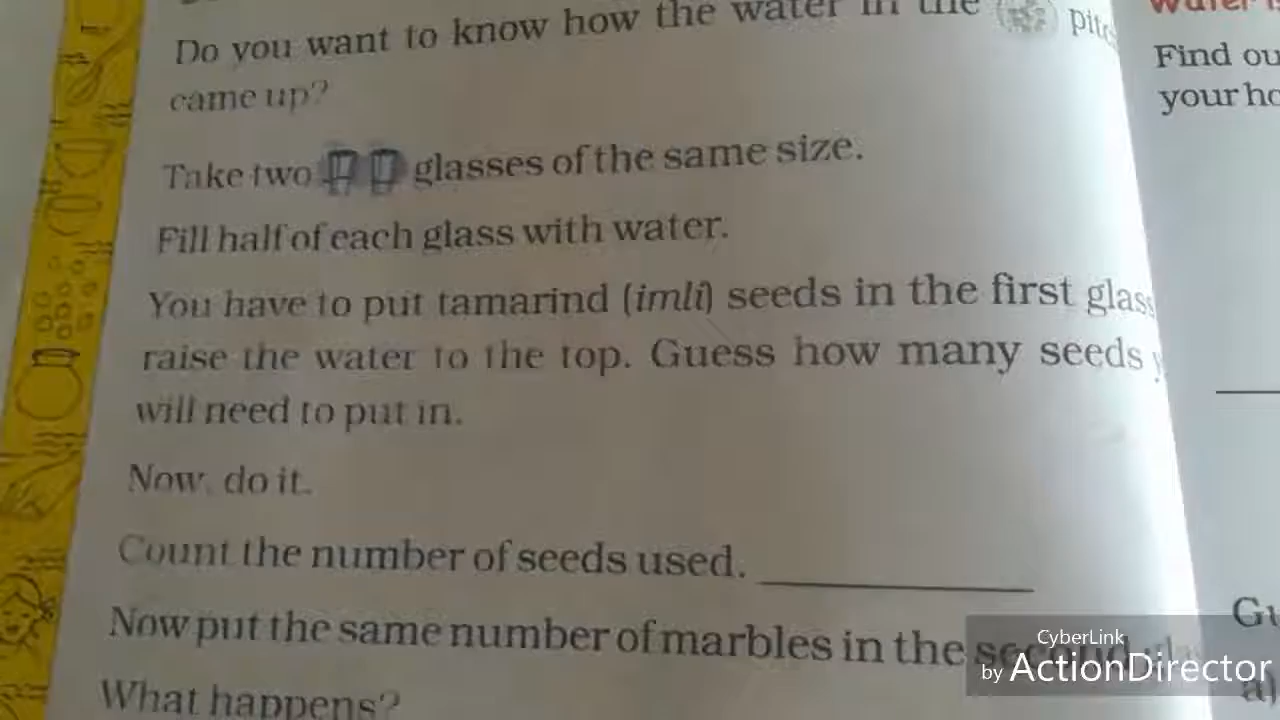 Do you want to know how the water in the
came up?
Take two glasses of the same size.
Fill half of each glass with water.
You have to put tamarind (imli) seeds in the first glass
raise the water to the top. Guess how many seeds
will need to put in.
Now, do it.
Count the number of seeds used. ____________
Now put the same number of marbles in the second
What happens?
Find
your
a)
CyberLink
by ActionDirector